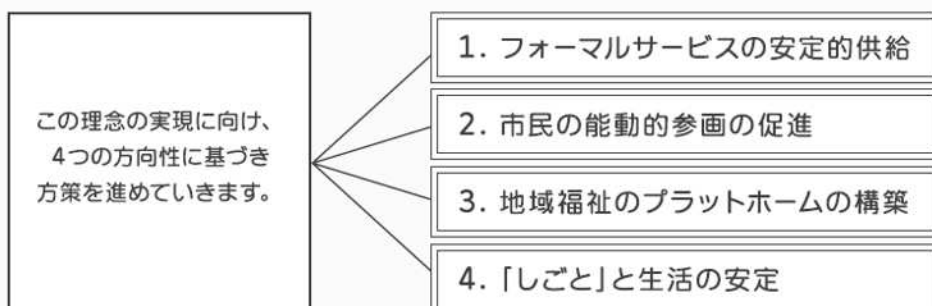 この理念の実現に向け、
4つの方向性に基づき
方策を進めていきます。
1. フォーマルサービスの安定的供給
2. 市民の能動的参画の促進
3. 地域福祉のプラットホームの構築
4. 「しごと」と生活の安定